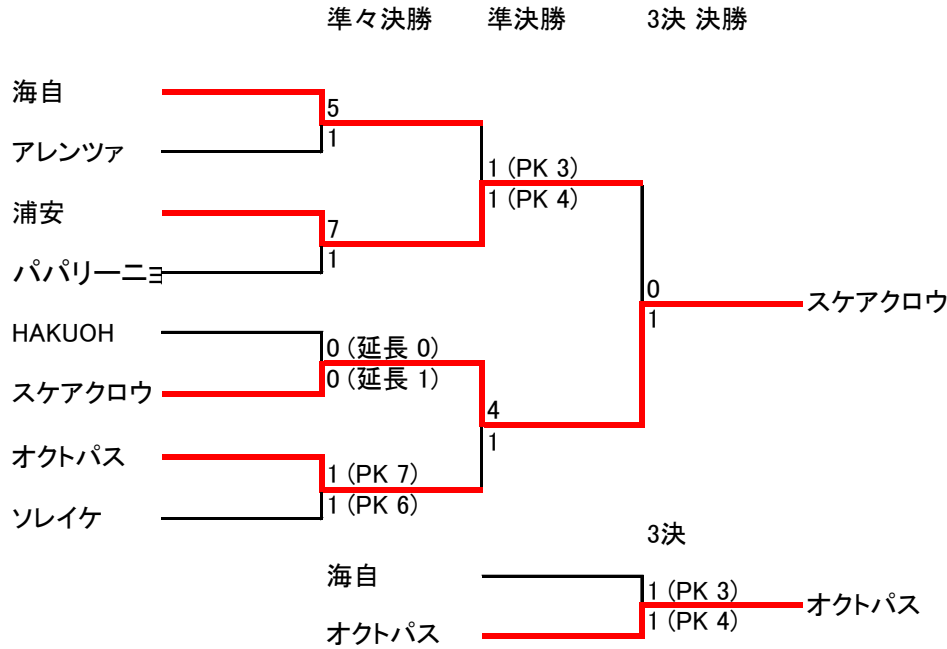 準々決勝 準決勝 3決 決勝
海自
5
1
アレンツァ
1 (PK 3)
1 (PK 4)
浦安
7
1
パパリーニョ
0
1
スケアクロウ
HAKUOH
0 (延長 0)
0 (延長 1)
スケアクロウ
4
1
オクトパス
1 (PK 7)
1 (PK 6)
ソレイケ
3決
海自
1 (PK 3)
1 (PK 4)
オクトパス
オクトパス